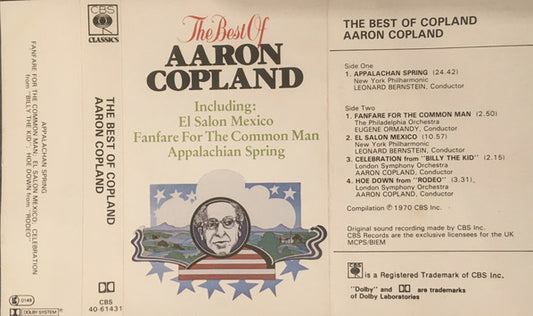 APPALACHIAN SPRING
FANFARE FOR THE COMMON MAN: EL SALON MEXICO: CELEBRATION
from "BILLY THE KID": HOE DOWN from "RODEO"
0149
DOLBY SYSTEM
CBS
CLASSICS
THE BEST OF COPLAND
AARON COPLAND
CBS
40-61431
The Best Of
AARON
COPLAND
Including:
El Salon Mexico
Fanfare For The Common Man
Appalachian Spring
THE BEST OF COPLAND
AARON COPLAND
Side One
1. APPALACHAN SPRING (24.42)
New York Philharmonic
LEONARD BERNSTEIN, Conductor
Side Two
1. FANFARE FOR THE COMMON MAN (2.50)
The Philadelphia Orchestra
EUGENE ORMANDY, Conductor
2. EL SALON MEXICO (10.57)
New York Philharmonic
LEONARD BERNSTEIN, Conductor
3. CELEBRATION from "BILLY THE KID" (2.15)
London Symphony Orchestra
AARON COPLAND, Conductor
4. HOE DOWN from "RODEO" (3.31)
London Symphony Orchestra
AARON COPLAND, Conductor
Compilation ℗ 1970 CBS Inc.
Original sound recording made by CBS Inc.
CBS Records are the exclusive licensees for the UK
MCPS/BIEM
CBS is a Registered Trademark of CBS Inc.
"Dolby" and are trademarks
of Dolby Laboratories